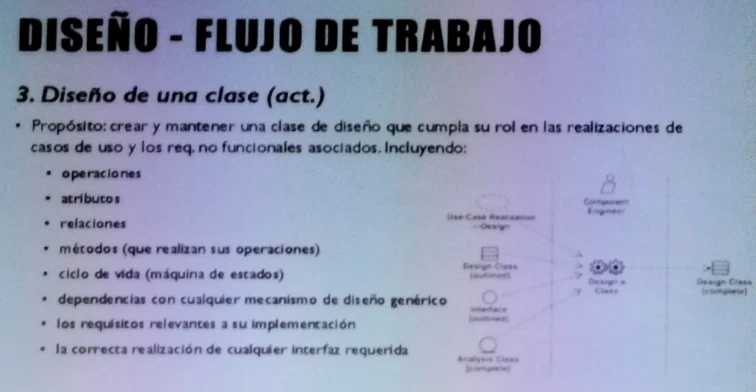 DISEÑO - FLUJO DE TRABAJO
3. Diseño de una clase (act.)
• Propósito: crear y mantener una clase de diseño que cumpla su rol en las realizaciones de
casos de uso y los req. no funcionales asociados. Incluyendo:
• operaciones
• atributos
• relaciones
• métodos (que realizan sus operaciones)
• ciclo de vida (máquina de estados)
• dependencias con cualquier mecanismo de diseño genérico
• los requisitos relevantes a su implementación
• la correcta realización de cualquier interfaz requerida
Component
Engineer
Use-Case Realization
—Design
Design Class
[outlined]
Interface
[outlined]
Analysis Class
[complete]
Design a
Class
Design Class
[complete]